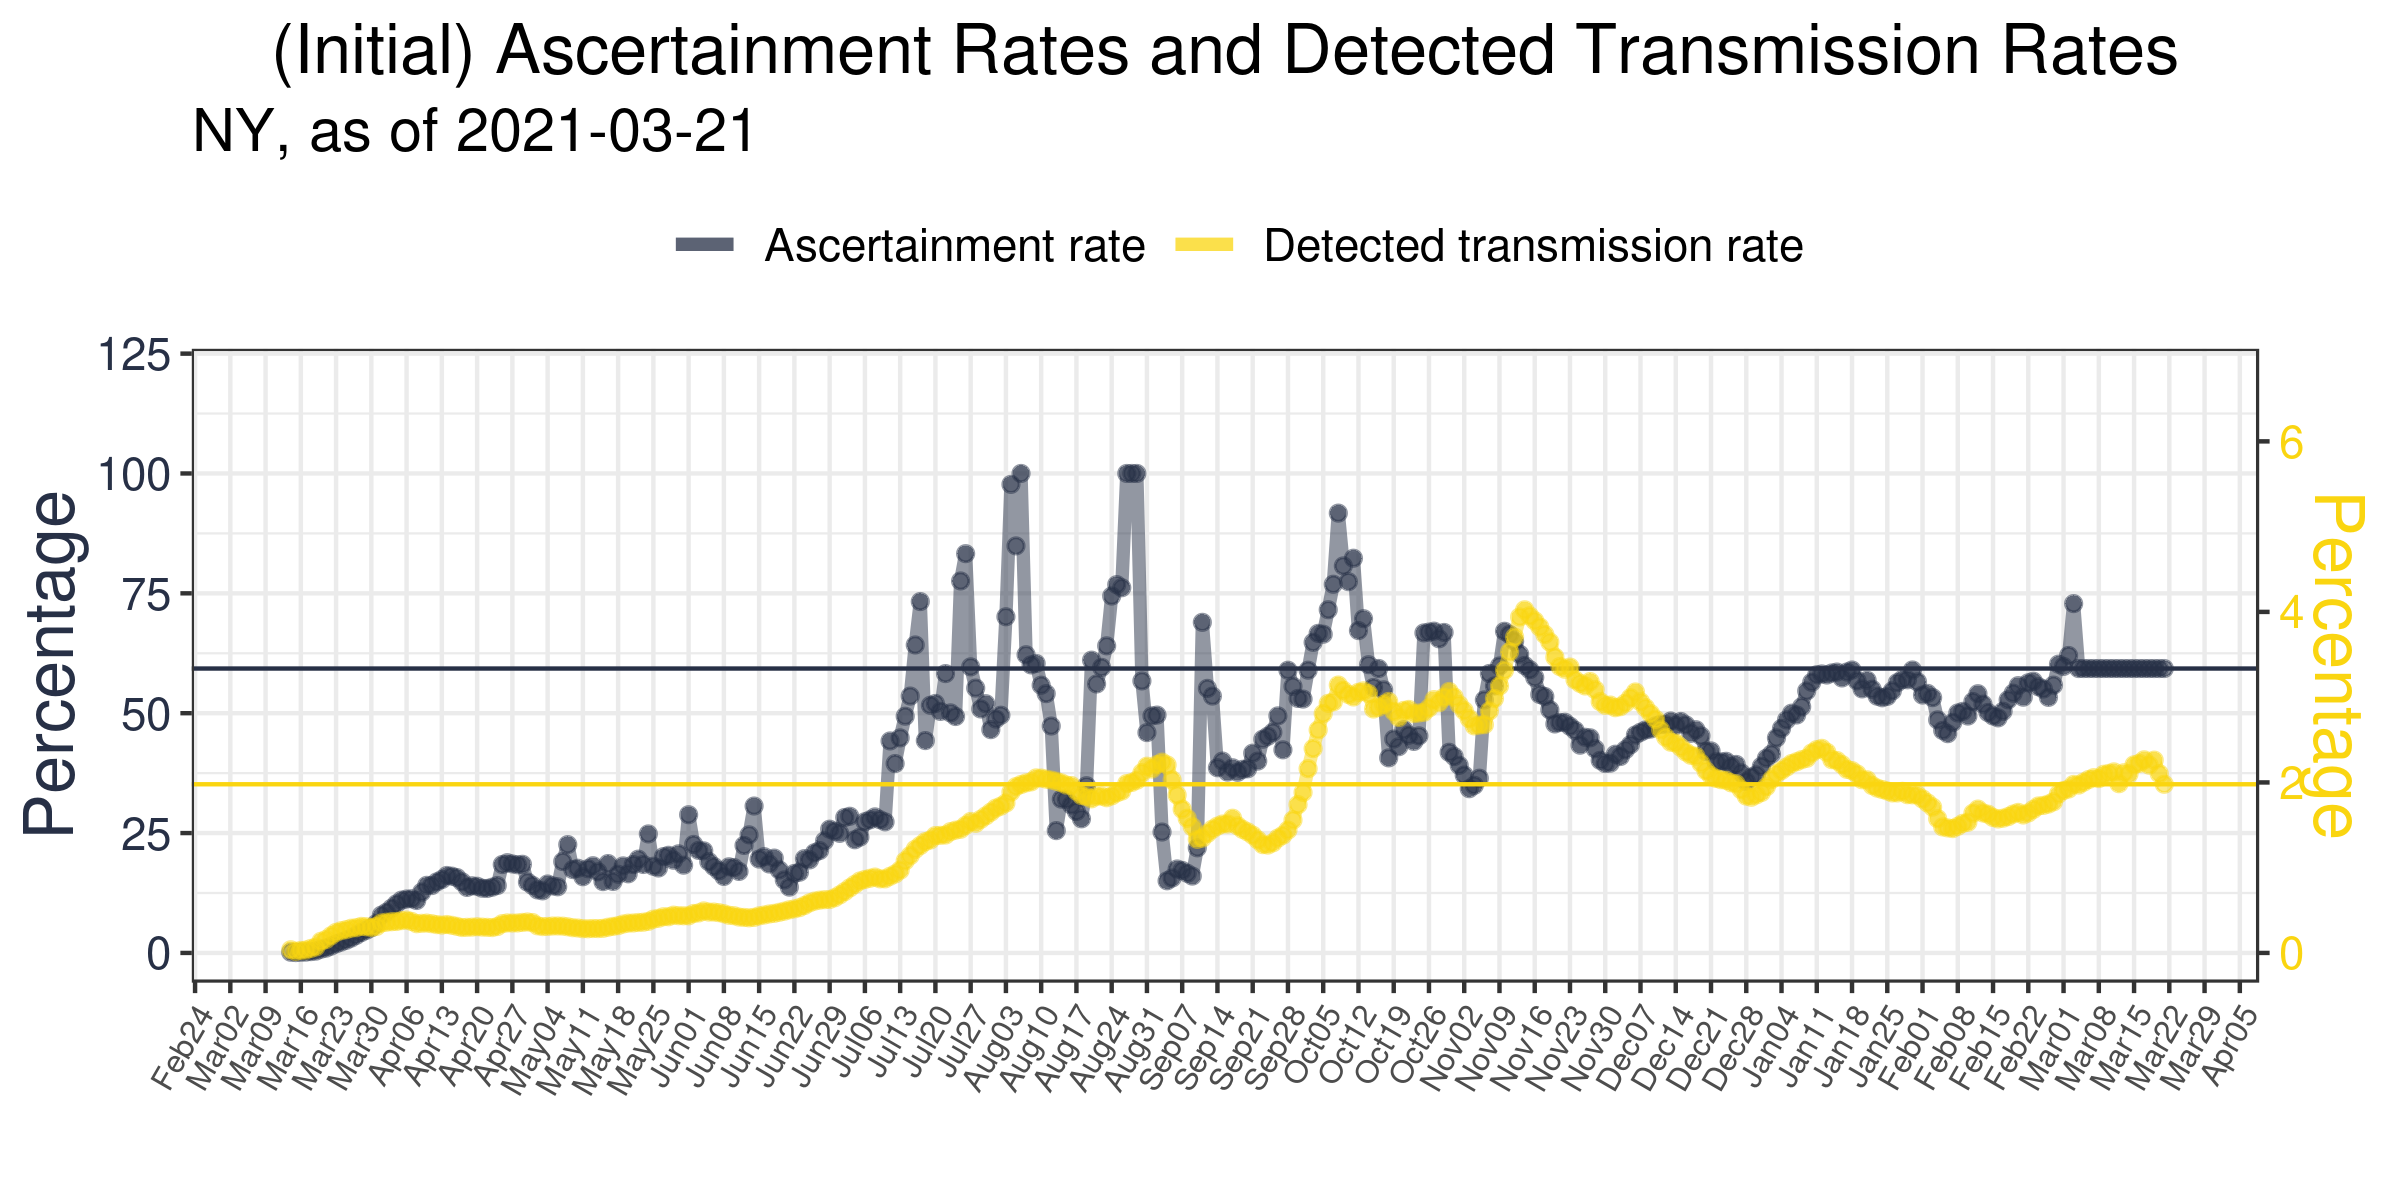 (Initial) Ascertainment Rates and Detected Transmission Rates
NY, as of 2021-03-21
Ascertainment rate
Detected transmission rate
Percentage
125
100
75
50
25
0
6
4
2
0
Percentage
Feb24
Mar02
Mar09
Mar16
Mar23
Mar30
Apr06
Apr13
Apr20
Apr27
May04
May11
May18
May25
Jun01
Jun08
Jun15
Jun22
Jun29
Jul06
Jul13
Jul20
Jul27
Aug03
Aug10
Aug17
Aug24
Aug31
Sep07
Sep14
Sep21
Sep28
Oct05
Oct12
Oct19
Oct26
Nov02
Nov09
Nov16
Nov23
Nov30
Dec07
Dec14
Dec21
Dec28
Jan04
Jan11
Jan18
Jan25
Feb01
Feb08
Feb15
Feb22
Mar01
Mar08
Mar15
Mar22
Mar29
Apr05